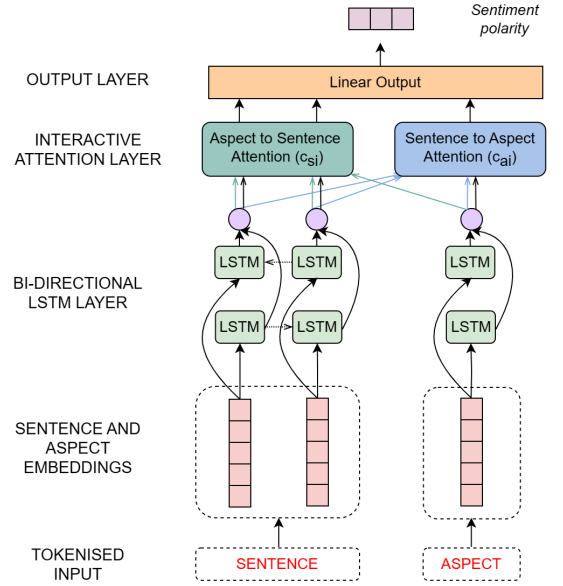 Sentiment
polarity
OUTPUT LAYER
Linear Output
INTERACTIVE
ATTENTION LAYER
Aspect to Sentence
Attention (csi)
Sentence to Aspect
Attention (cai)
BI-DIRECTIONAL
LSTM LAYER
LSTM
LSTM
LSTM
LSTM
LSTM
LSTM
SENTENCE AND
ASPECT
EMBEDDINGS
TOKENISED
INPUT
SENTENCE
ASPECT